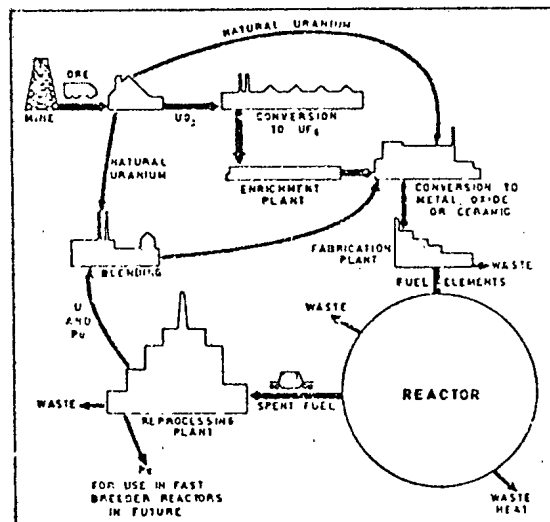 NATURAL URANIUM
ORE
MINE
UO₃
CONVERSION
TO UF₆
NATURAL
URANIUM
ENRICHMENT
PLANT
CONVERSION TO
METAL, OXIDE
OR CERAMIC
BLENDING
FABRICATION
PLANT
WASTE
FUEL ELEMENTS
U
AND
Pu
WASTE
REACTOR
WASTE
REPROCESSING
PLANT
SPENT FUEL
Pu
FOR USE IN FAST
BREEDER REACTORS
IN FUTURE
WASTE
HEAT